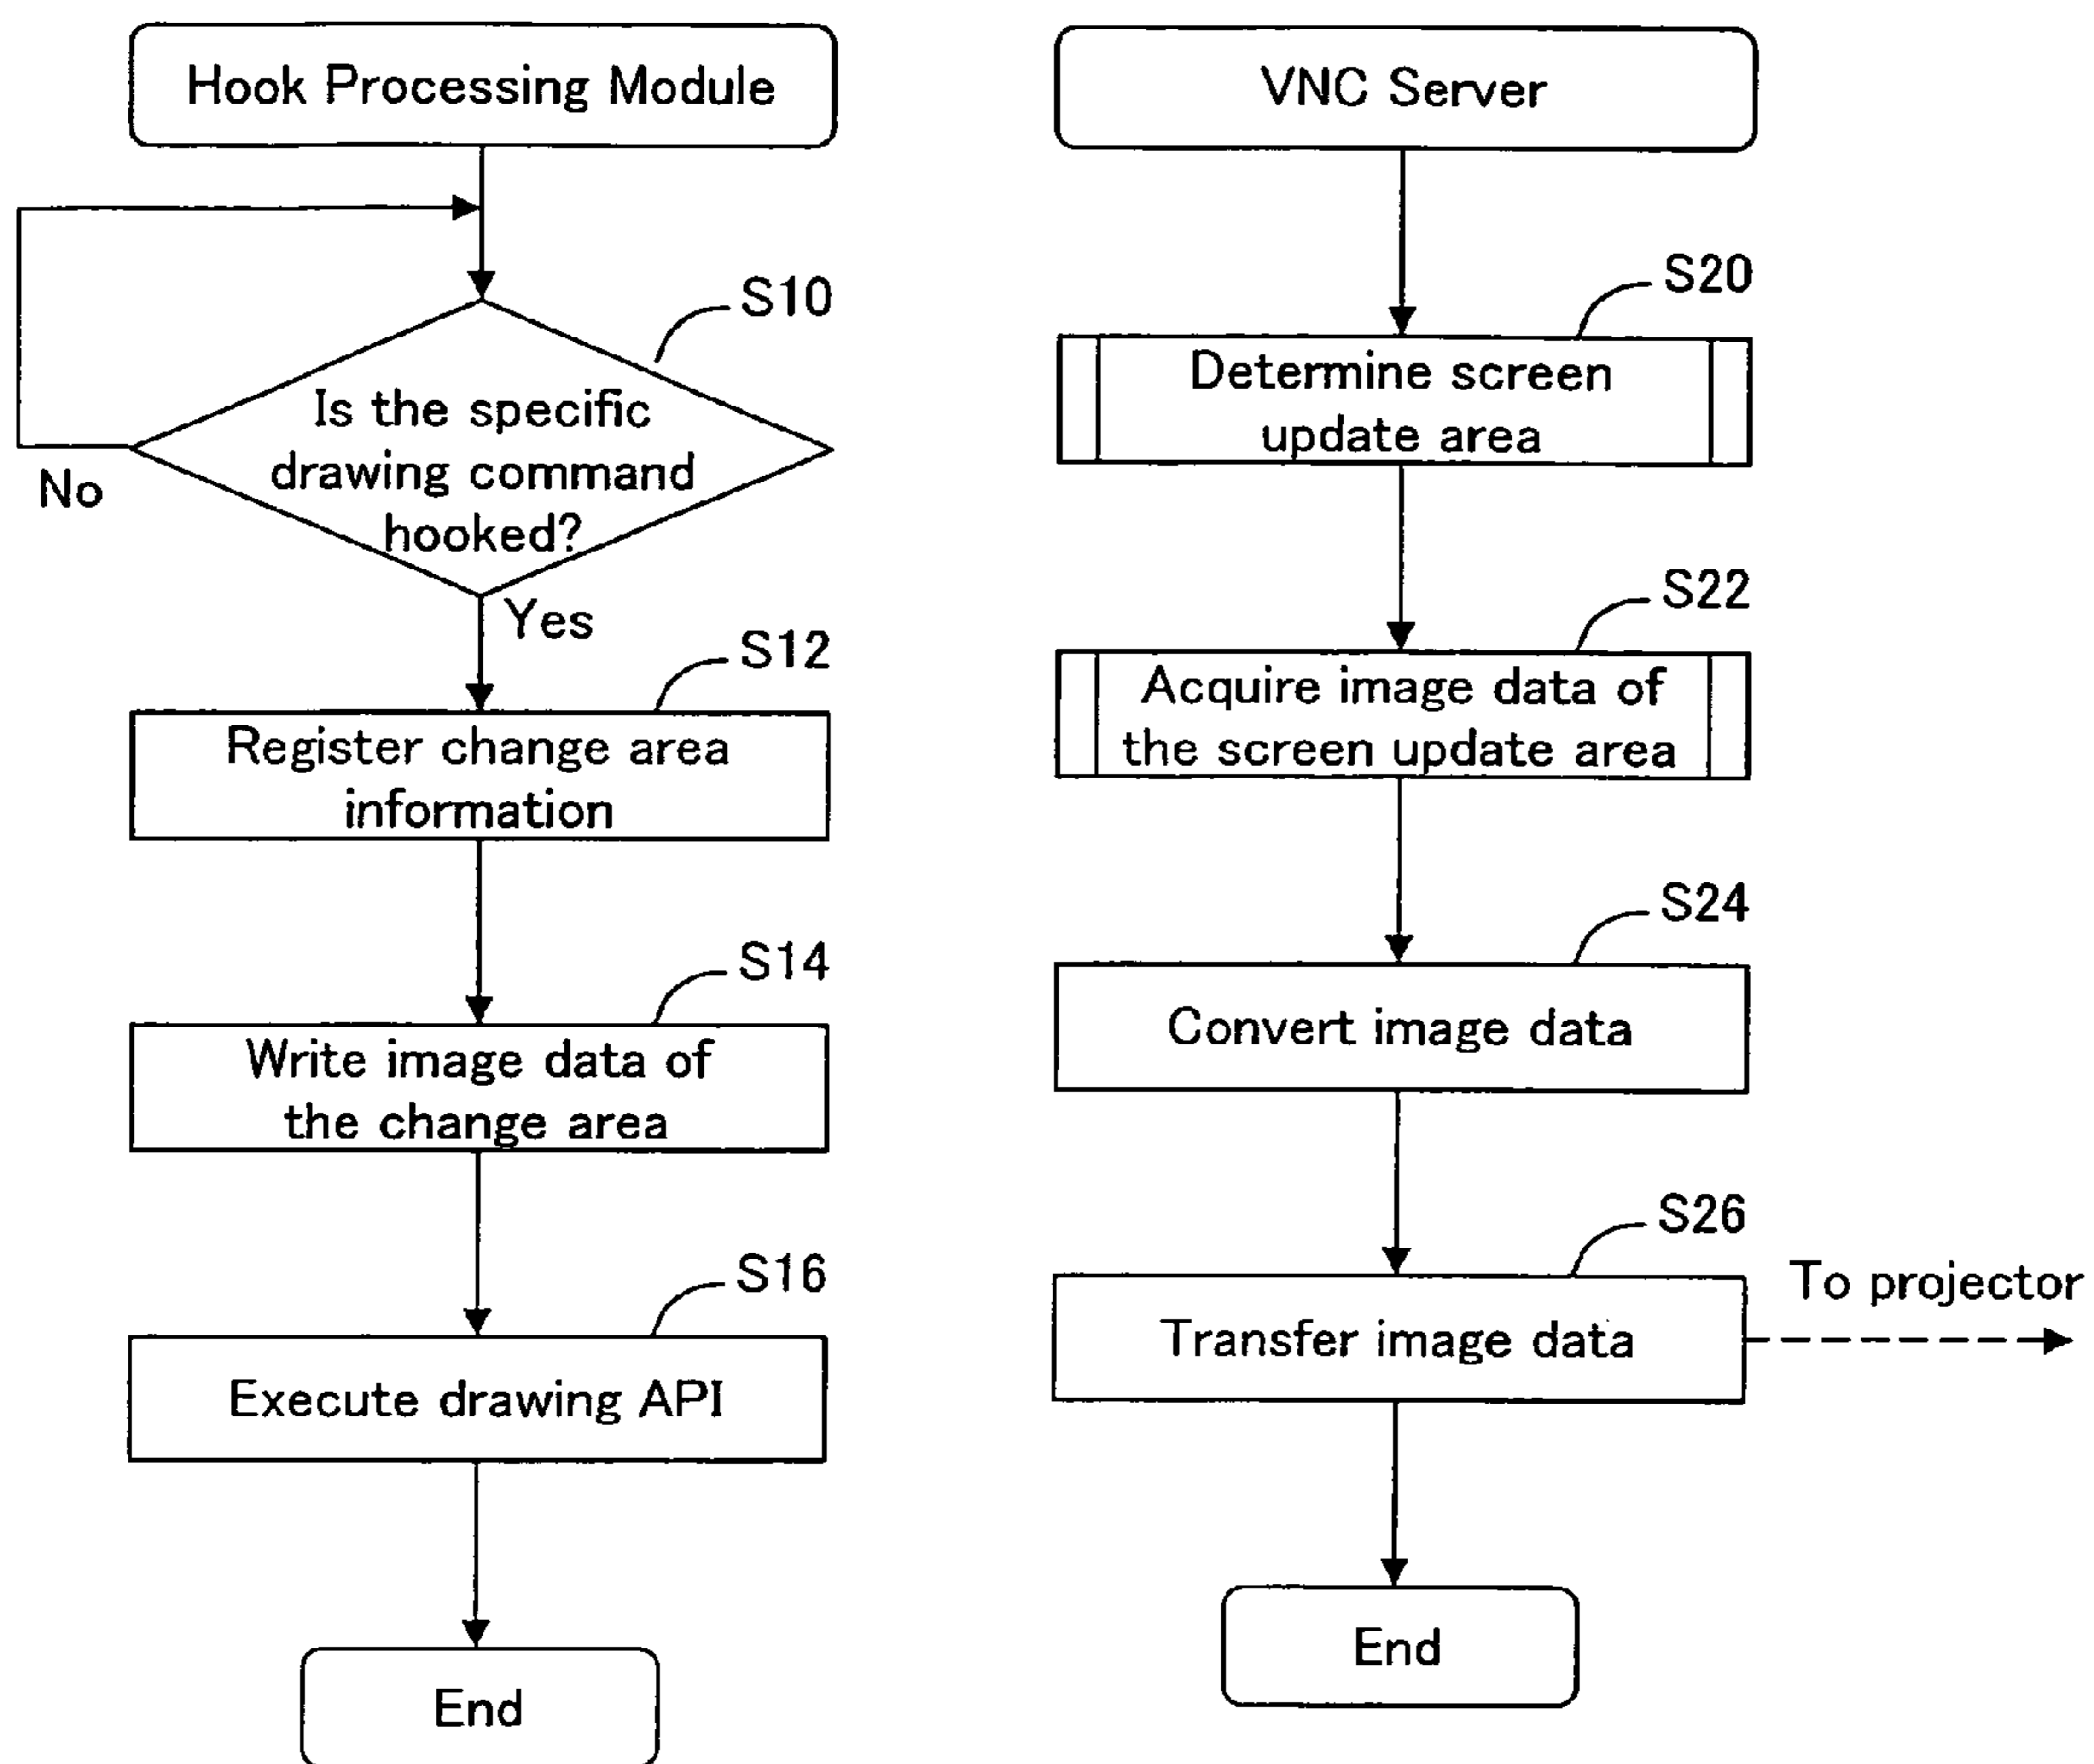 Hook Processing Module
S10
Is the specific
drawing command
hooked?
No
Yes
S12
Register change area
information
S14
Write image data of
the change area
S16
Execute drawing API
End
VNC Server
S20
Determine screen
update area
S22
Acquire image data of
the screen update area
S24
Convert image data
S26
Transfer image data
To projector
End